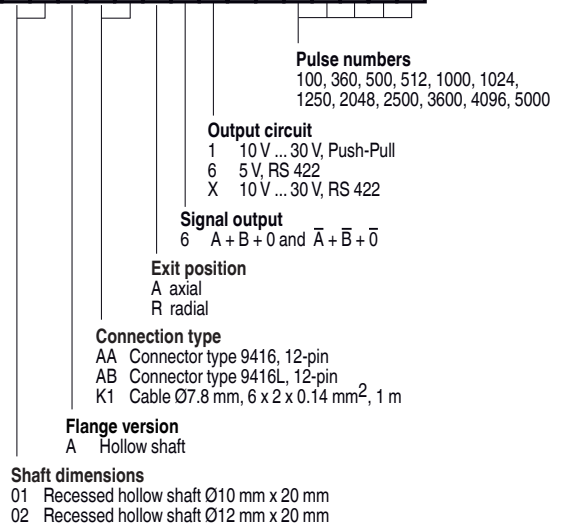 Pulse numbers
100, 360, 500, 512, 1000, 1024,
1250, 2048, 2500, 3600, 4096, 5000
Output circuit
1 10 V ... 30 V, Push-Pull
6 5 V, RS 422
X 10 V ... 30 V, RS 422
Signal output
6 A + B + 0 and A̅ + B̅ + 0̅
Exit position
A axial
R radial
Connection type
AA Connector type 9416, 12-pin
AB Connector type 9416L, 12-pin
K1 Cable Ø7.8 mm, 6 x 2 x 0.14 mm², 1 m
Flange version
A Hollow shaft
Shaft dimensions
01 Recessed hollow shaft Ø10 mm x 20 mm
02 Recessed hollow shaft Ø12 mm x 20 mm